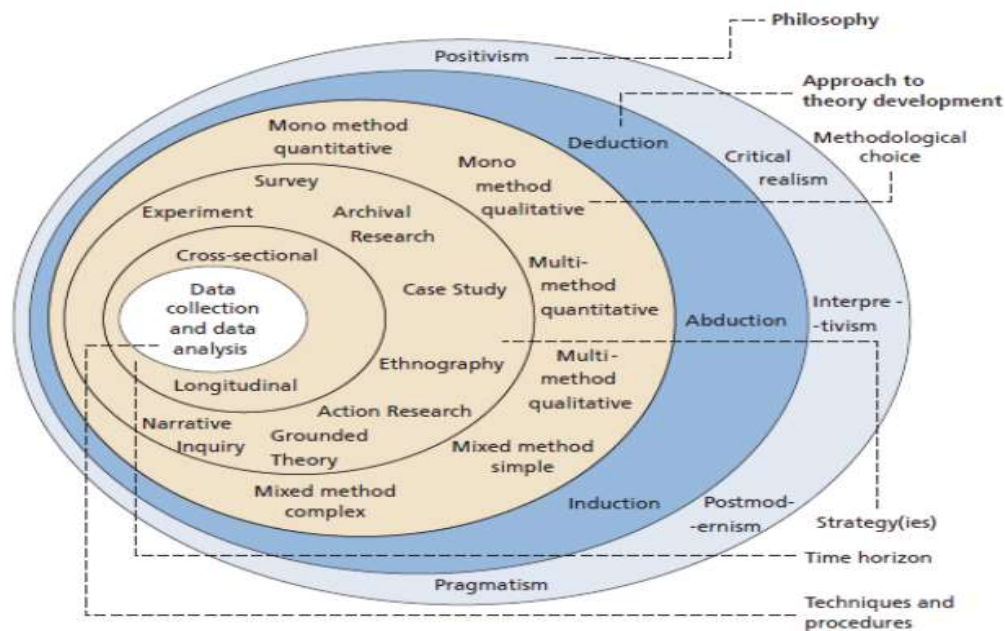 Philosophy
Positivism
Approach to
theory development
Mono method
quantitative
Deduction
Methodological
choice
Mono
method
qualitative
Critical
realism
Survey
Experiment
Archival
Research
Cross-sectional
Data
collection
and data
analysis
Case Study
Multi-
method
quantitative
Abduction
Interpre -
-tivism
Ethnography
Multi-
method
qualitative
Longitudinal
Action Research
Narrative
Inquiry
Grounded
Theory
Mixed method
simple
Mixed method
complex
Induction
Postmod-
-ernism
Strategy(ies)
Time horizon
Pragmatism
Techniques and
procedures